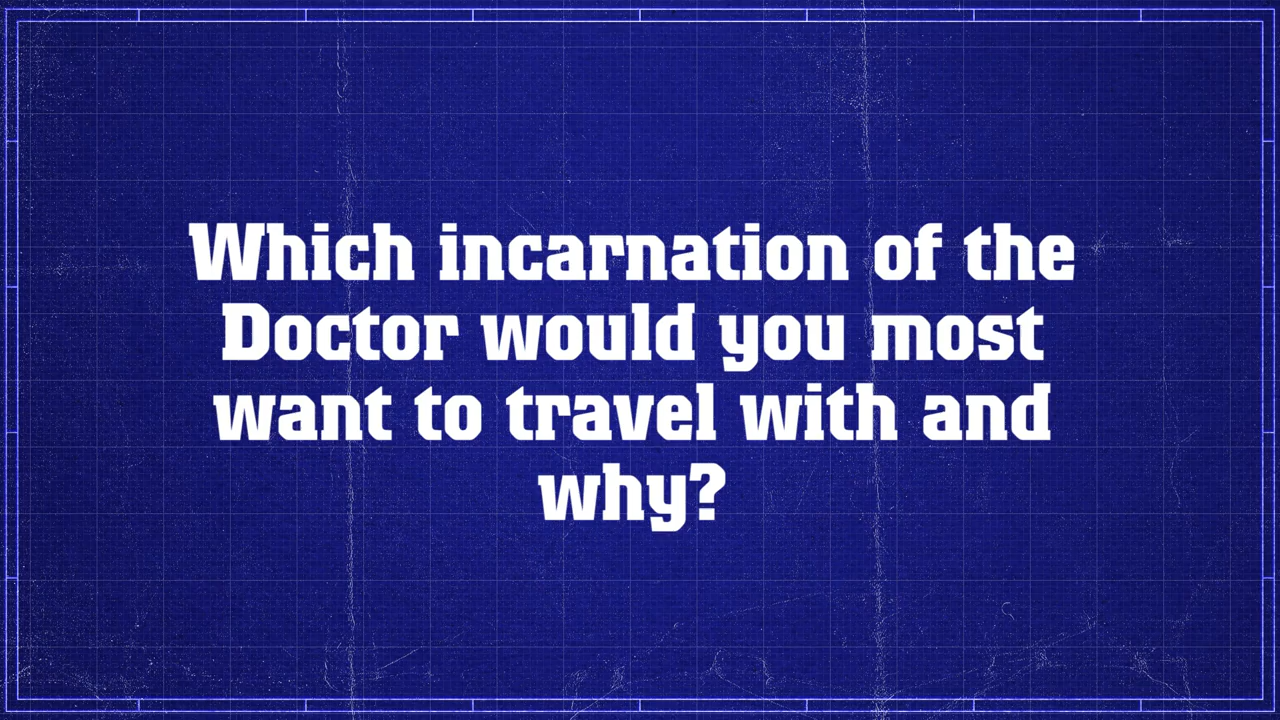 Which incarnation of the
Doctor would you most
want to travel with and
why?